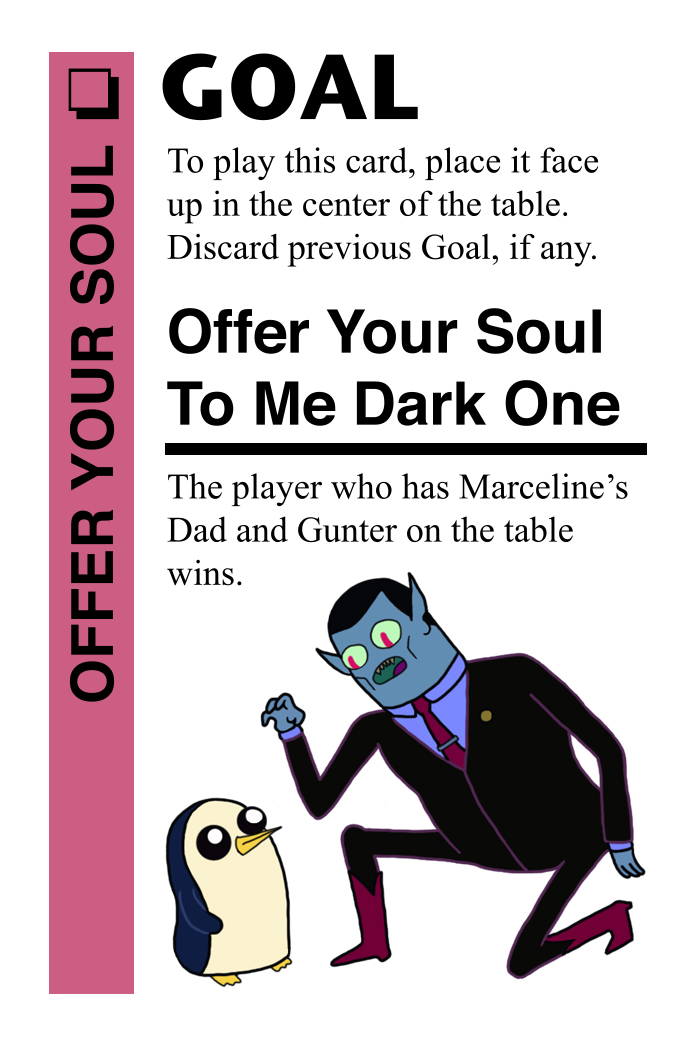 OFFER YOUR SOUL
GOAL
To play this card, place it face
up in the center of the table.
Discard previous Goal, if any.
Offer Your Soul
To Me Dark One
The player who has Marceline’s
Dad and Gunter on the table
wins.